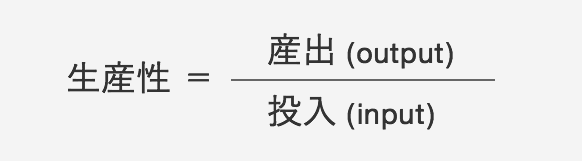 生産性 = 産出 (output)
投入 (input)